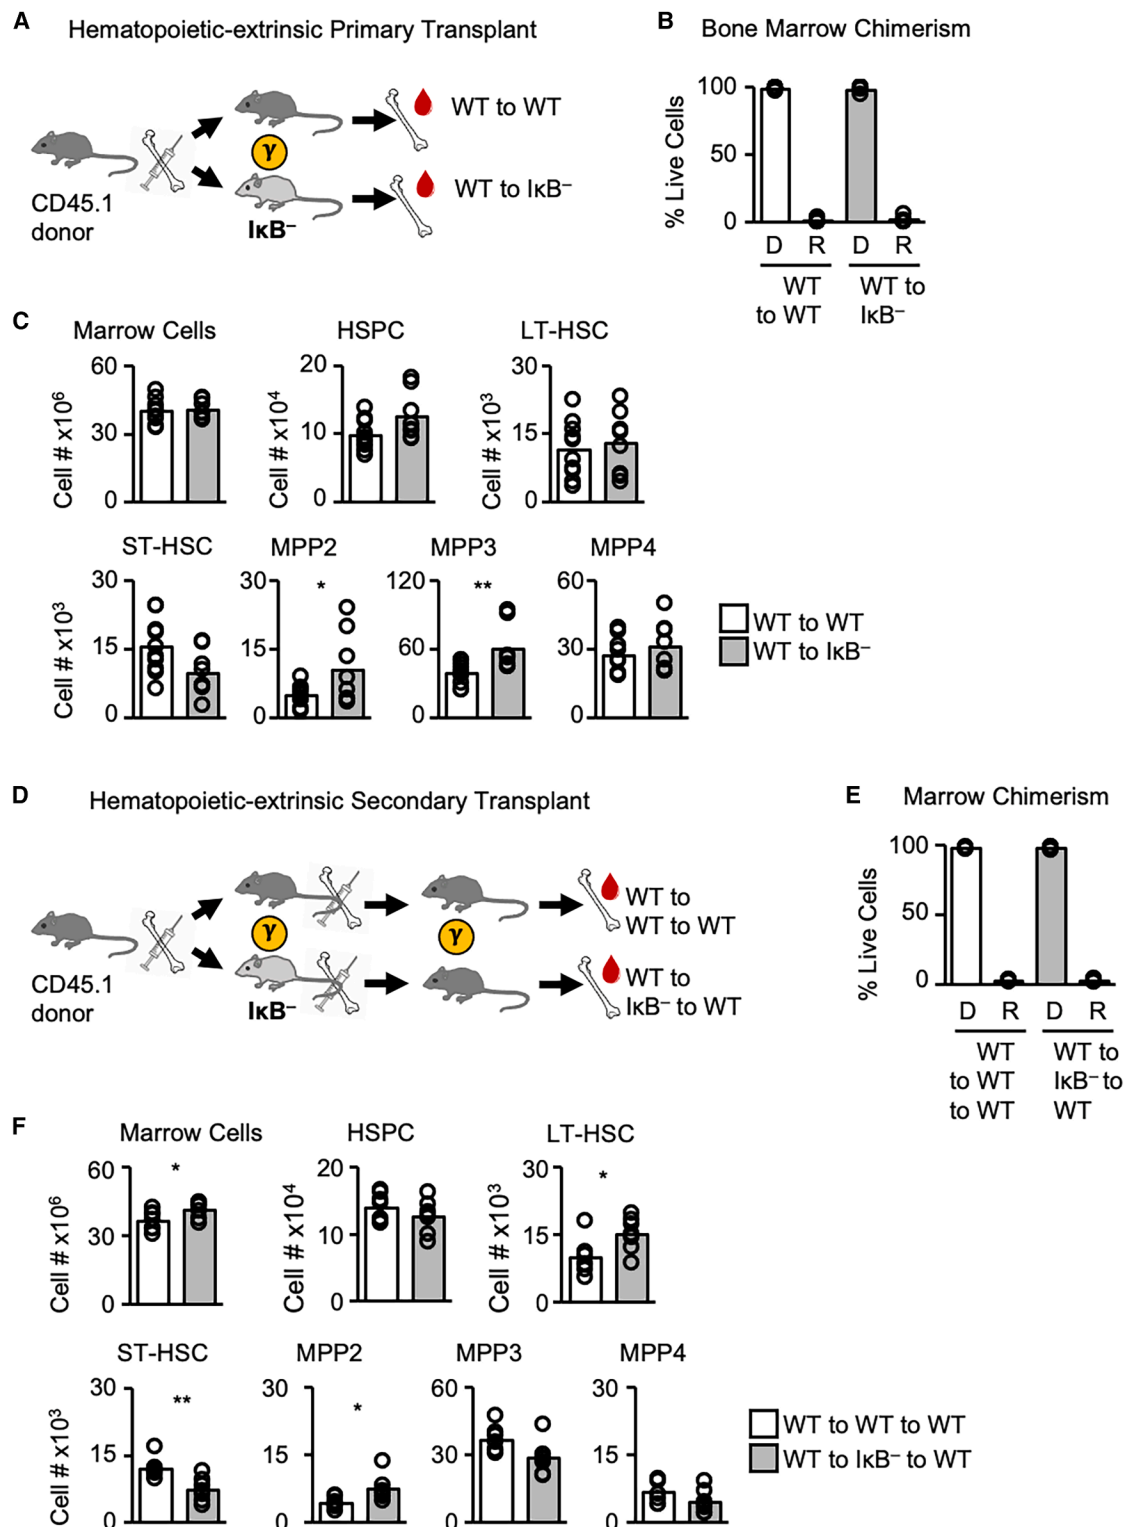 A
Hematopoietic-extrinsic Primary Transplant
CD45.1
donor
γ
IκB–
WT to WT
WT to IκB–
B
Bone Marrow Chimerism
% Live Cells
100
50
0
D R D R
WT
to WT
WT to
IκB–
C
Marrow Cells
Cell # x10⁶
60
30
0
HSPC
Cell # x10⁴
20
10
0
LT-HSC
Cell # x10³
30
15
0
ST-HSC
Cell # x10³
30
15
0
MPP2
30
15
0
*
MPP3
120
60
0
**
MPP4
60
30
0
WT to WT
WT to IκB–
D
Hematopoietic-extrinsic Secondary Transplant
CD45.1
donor
γ
IκB–
γ
WT to
WT to WT
WT to
IκB– to WT
E
Marrow Chimerism
% Live Cells
100
50
0
D R D R
WT
to WT
to WT
WT to
IκB– to
WT
F
Marrow Cells
Cell # x10⁶
60
30
0
*
HSPC
Cell # x10⁴
20
10
0
LT-HSC
Cell # x10³
30
15
0
*
ST-HSC
Cell # x10³
30
15
0
**
MPP2
30
15
0
*
MPP3
60
30
0
MPP4
30
15
0
WT to WT to WT
WT to IκB– to WT